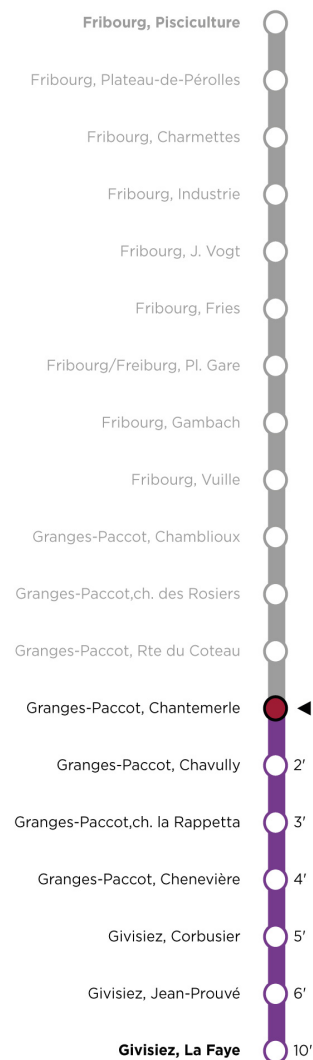 Fribourg, Pisciculture
Fribourg, Plateau-de-Pérolles
Fribourg, Charmettes
Fribourg, Industrie
Fribourg, J. Vogt
Fribourg, Fries
Fribourg/Freiburg, Pl. Gare
Fribourg, Gambach
Fribourg, Vuille
Granges-Paccot, Chamblioux
Granges-Paccot,ch. des Rosiers
Granges-Paccot, Rte du Coteau
Granges-Paccot, Chantemerle
Granges-Paccot, Chavully 2'
Granges-Paccot,ch. la Rappetta 3'
Granges-Paccot, Chenevière 4'
Givisiez, Corbusier 5'
Givisiez, Jean-Prouvé 6'
Givisiez, La Faye 10'